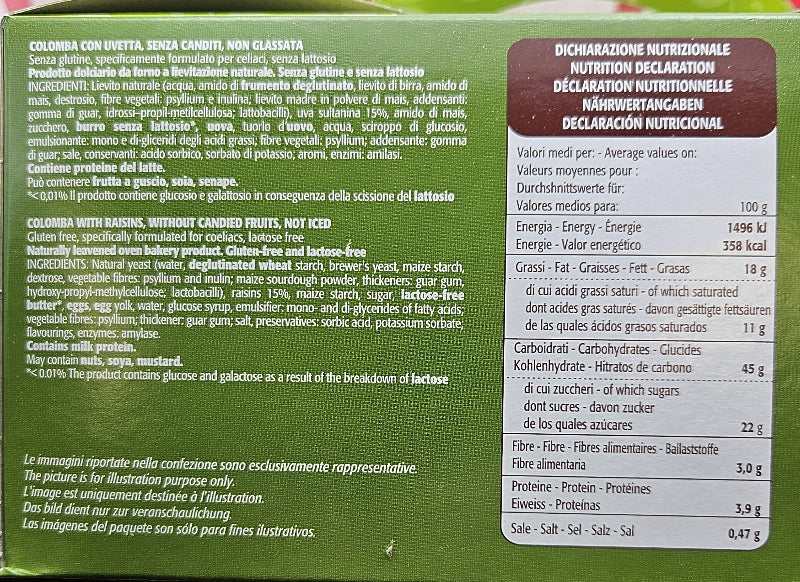 COLOMBA CON UVETTA, SENZA CANDITI, NON GLASSATA
Senza glutine, specificamente formulato per celiaci, senza lattosio
Prodotto dolciario da forno a lievitazione naturale. Senza glutine e senza lattosio
INGREDIENTI: Lievito naturale (acqua, amido di frumento deglutinato, lievito di birra, amido di
mais, destrosio, fibre vegetali: psyllium e inulina; lievito madre in polvere di mais, addensanti:
gomma di guar, idrossi-propil-metilcellulosa; lattobacilli), uva sultanina 15%, amido di mais,
zucchero, burro senza lattosio*, uova, tuorlo d'uovo, acqua, sciroppo di glucosio,
emulsionante: mono e di-gliceridi degli acidi grassi; fibre vegetali: psyllium; addensante: gomma
di guar; sale, conservanti: acido sorbico, sorbato di potassio; aromi, enzimi: amilasi.
Contiene proteine del latte.
Può contenere frutta a guscio, soia, senape.
*< 0,01% Il prodotto contiene glucosio e galattosio in conseguenza della scissione del lattosio
COLOMBA WITH RAISINS, WITHOUT CANDIED FRUITS, NOT ICED
Gluten free, specifically formulated for coeliacs, lactose free
Naturally leavened oven bakery product. Gluten-free and lactose-free
INGREDIENTS: Natural yeast (water, deglutinated wheat starch, brewer's yeast, maize starch,
dextrose, vegetable fibres: psyllium and inulin; maize sourdough powder, thickeners: guar gum,
hydroxy-propyl-methylcellulose; lactobacilli), raisins 15%, maize starch, sugar, lactose-free
butter*, eggs, egg yolk, water, glucose syrup, emulsifier: mono- and di-glycerides of fatty acids;
vegetable fibres: psyllium; thickener: guar gum; salt, preservatives: sorbic acid, potassium sorbate,
flavourings, enzymes: amylase.
Contains milk protein.
May contain nuts, soya, mustard.
*< 0.01% The product contains glucose and galactose as a result of the breakdown of lactose
Le immagini riportate nella confezione sono esclusivamente rappresentative.
The picture is for illustration purpose only.
L'image est uniquement destinée à l'illustration.
Das bild dient nur zur veranschaulichung.
Las imágenes del paquete son sólo para fines ilustrativos.
DICHIARAZIONE NUTRIZIONALE
NUTRITION DECLARATION
DÉCLARATION NUTRITIONNELLE
NÄHRWERTANGABEN
DECLARACIÓN NUTRICIONAL
Valori medi per: - Average values on:
Valeurs moyennes pour :
Durchshnittswerte für:
Valores medios para: 100 g
Energia - Energy - Énergie 1496 kJ
Energie - Valor energético 358 kcal
Grassi - Fat - Graisses - Fett - Grasas 18 g
di cui acidi grassi saturi - of which saturated
dont acides gras saturés - davon gesättigte fettsäuren
de las quales ácidos grasos saturados 11 g
Carboidrati - Carbohydrates - Glucides
Kohlenhydrate - Hitratos de carbono 45 g
di cui zuccheri - of which sugars
dont sucres - davon zucker
de los quales azúcares 22 g
Fibre - Fibre - Fibres alimentaires - Ballaststoffe
Fibre alimentaria 3,0 g
Proteine - Protein - Protéines
Eiweiss - Proteínas 3,9 g
Sale - Salt - Sel - Salz - Sal 0,47 g